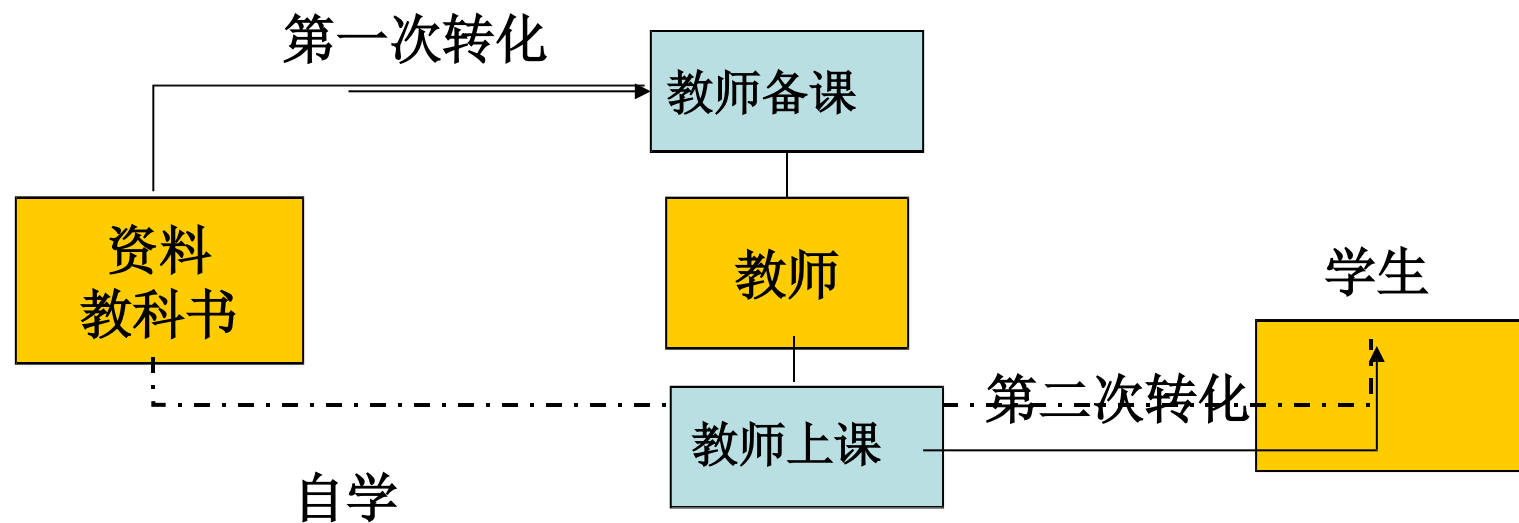 第一次转化
教师备课
资料
教科书
教师
学生
第二次转化
教师上课
自学